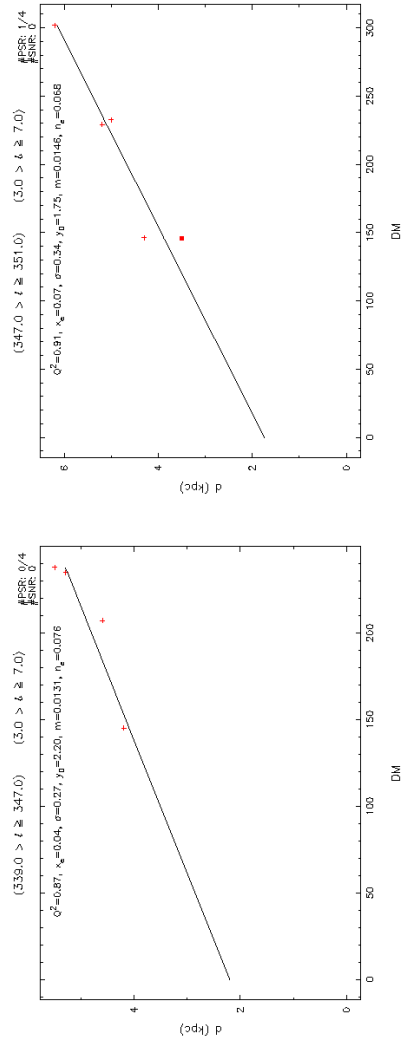 (339.0 > ℓ ≥ 347.0) (3.0 > b ≥ 7.0)
#PSR: 0/4
#SNR: 0
Q²=0.87, xₑ=0.04, σ=0.27, y₀=2.20, m=0.0131, nₑ=0.076
4
2
0
d (kpc)
0 50 100 150 200
DM
(347.0 > ℓ ≥ 351.0) (3.0 > b ≥ 7.0)
#PSR: 1/4
#SNR: 0
Q²=0.91, xₑ=0.07, σ=0.34, y₀=1.75, m=0.0146, nₑ=0.068
6
4
2
0
d (kpc)
0 50 100 150 200 250 300
DM